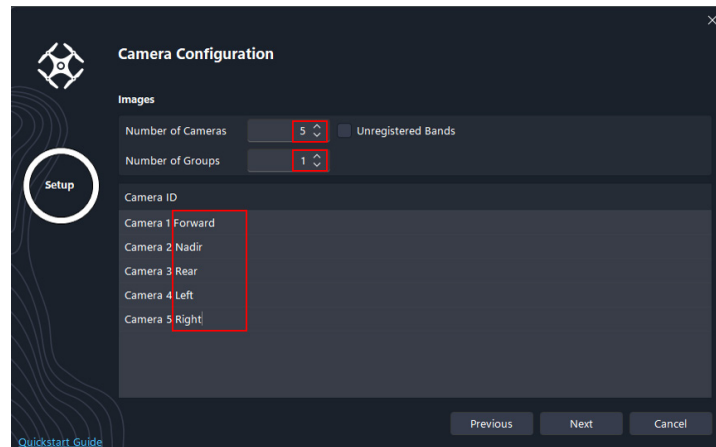 Camera Configuration
Images
Number of Cameras 5 Unregistered Bands
Number of Groups 1
Setup
Camera ID
Camera 1 Forward
Camera 2 Nadir
Camera 3 Rear
Camera 4 Left
Camera 5 Right
Previous Next Cancel
Quickstart Guide